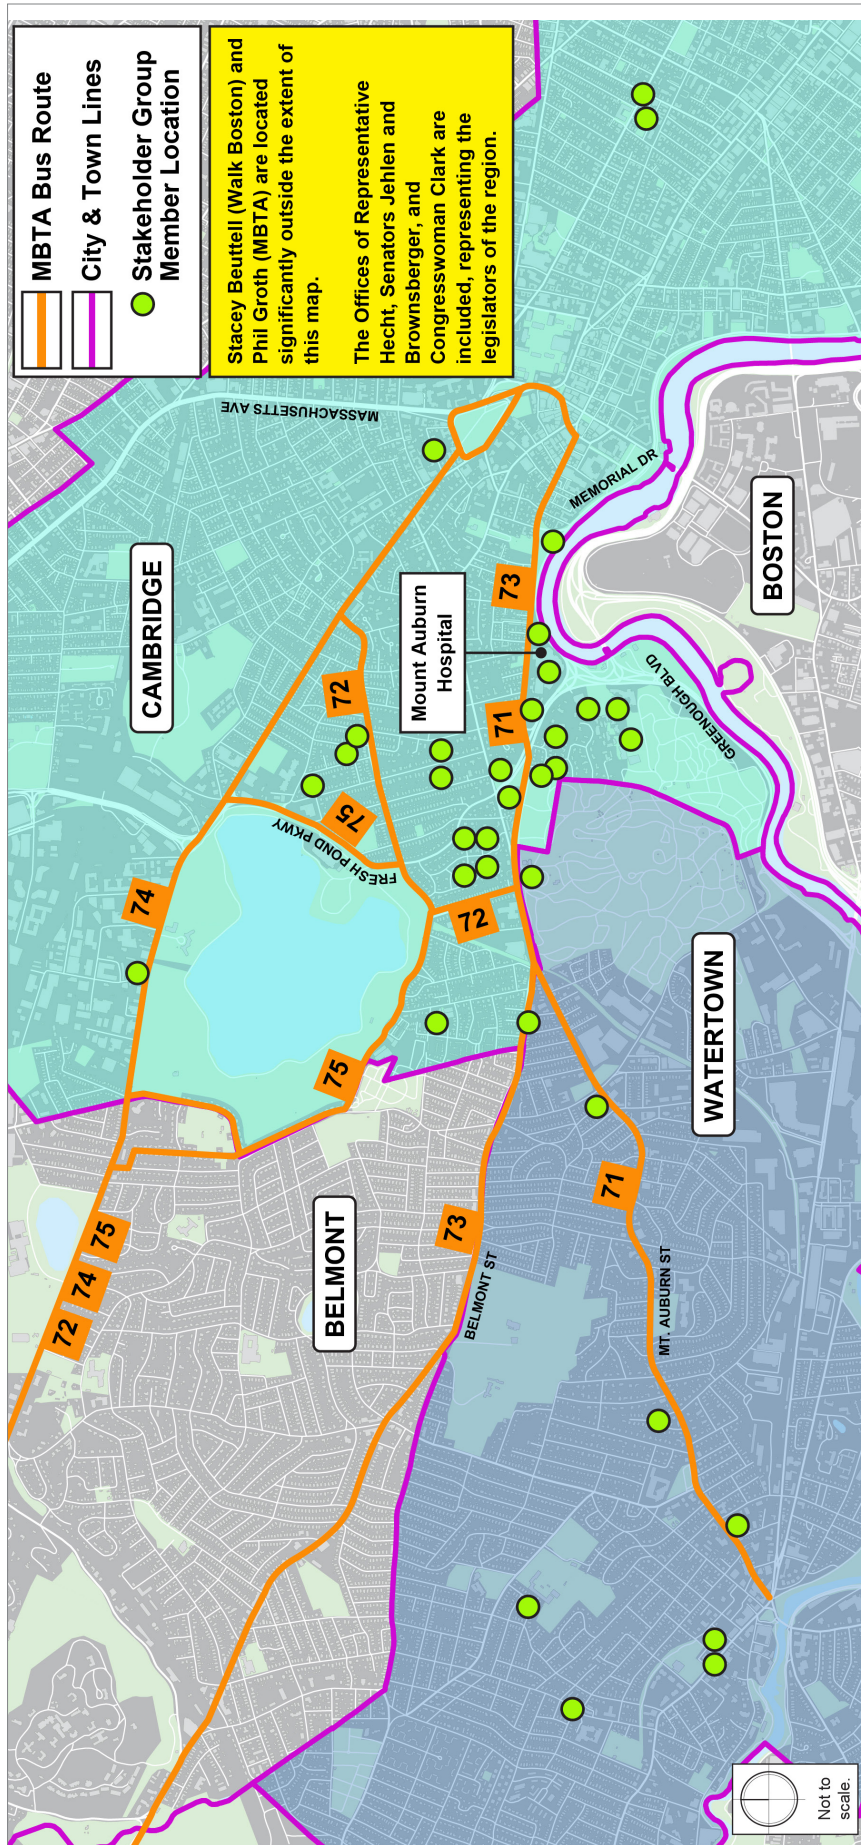 MBTA Bus Route
City & Town Lines
Stakeholder Group
Member Location
Stacey Beuttell (Walk Boston) and
Phil Groth (MBTA) are located
significantly outside the extent of
this map.
The Offices of Representative
Hecht, Senators Jehlen and
Brownsberger, and
Congresswoman Clark are
included, representing the
legislators of the region.
MASSACHUSETTS AVE
CAMBRIDGE
MEMORIAL DR
BOSTON
73
Mount Auburn
Hospital
72
71
GREENOUGH BLVD
75
FRESH POND PKWY
74
72
75
WATERTOWN
71
73
BELMONT
BELMONT ST
MT. AUBURN ST
75
74
72
Not to
scale.